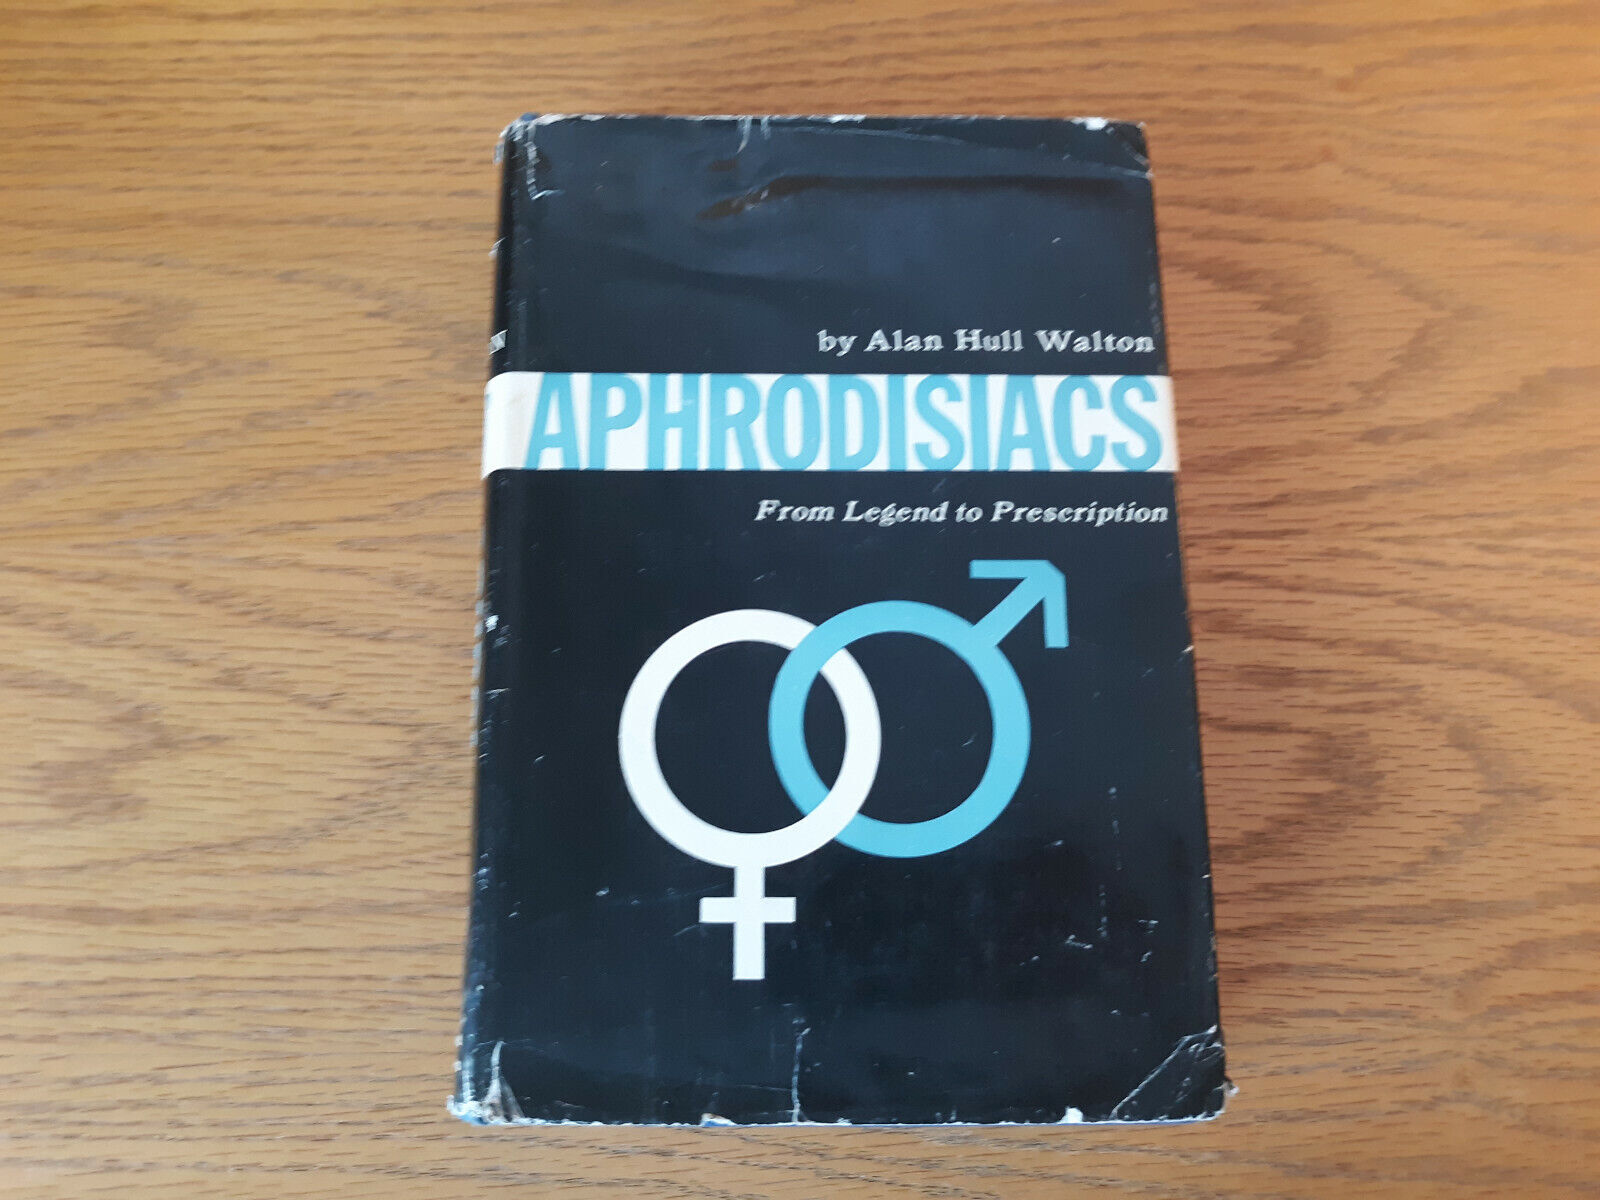 by Alan Hull Walton
APHRODISIACS
From Legend to Prescription